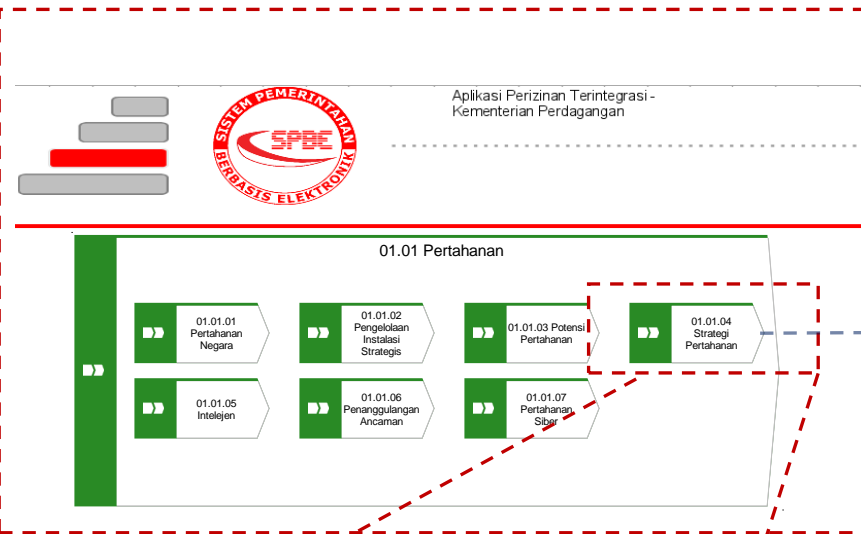 Aplikasi Perizinan Terintegrasi -
Kementerian Perdagangan
SISTEM PEMERINTAHAN
SPBE
BERBASIS ELEKTRONIK
01.01 Pertahanan
01.01.01
Pertahanan
Negara
01.01.02
Pengelolaan
Instalasi
Strategis
01.01.03 Potensi
Pertahanan
01.01.04
Strategi
Pertahanan
01.01.05
Intelejen
01.01.06
Penanggulangan
Ancaman
01.01.07
Pertahanan
Siber